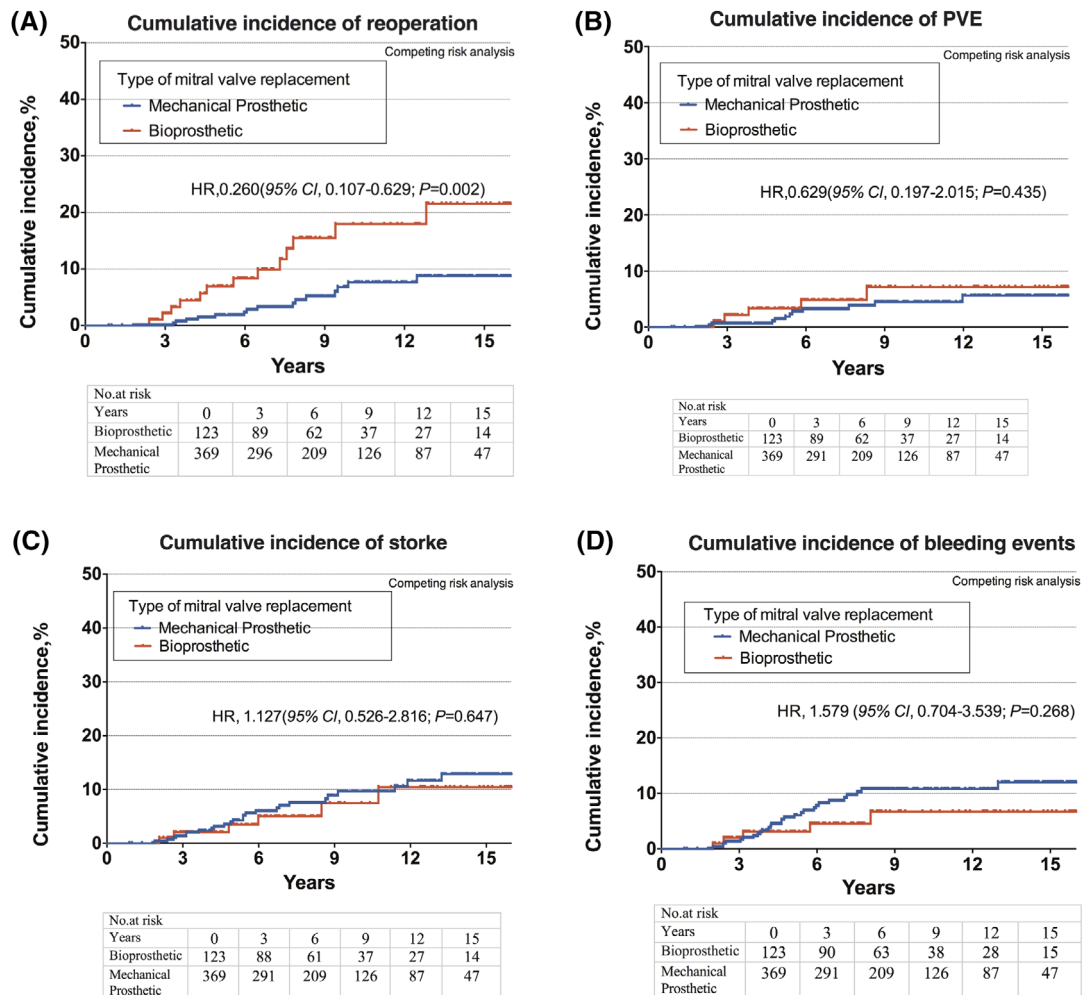 (A)
Cumulative incidence of reoperation
Competing risk analysis
Cumulative incidence,%
50
40
30
20
10
0
Type of mitral valve replacement
Mechanical Prosthetic
Bioprosthetic
HR,0.260(95% CI, 0.107-0.629; P=0.002)
0 3 6 9 12 15
Years
No.at risk
Years 0 3 6 9 12 15
Bioprosthetic 123 89 62 37 27 14
Mechanical Prosthetic 369 296 209 126 87 47
(B)
Cumulative incidence of PVE
Competing risk analysis
Cumulative incidence,%
50
40
30
20
10
0
Type of mitral valve replacement
Mechanical Prosthetic
Bioprosthetic
HR,0.629(95% CI, 0.197-2.015; P=0.435)
0 3 6 9 12 15
Years
No.at risk
Years 0 3 6 9 12 15
Bioprosthetic 123 89 62 37 27 14
Mechanical Prosthetic 369 291 209 126 87 47
(C)
Cumulative incidence of storke
Competing risk analysis
Cumulative incidence,%
50
40
30
20
10
0
Type of mitral valve replacement
Mechanical Prosthetic
Bioprosthetic
HR, 1.127(95% CI, 0.526-2.816; P=0.647)
0 3 6 9 12 15
Years
No.at risk
Years 0 3 6 9 12 15
Bioprosthetic 123 88 61 37 27 14
Mechanical Prosthetic 369 291 209 126 87 47
(D)
Cumulative incidence of bleeding events
Competing risk analysis
Cumulative incidence,%
50
40
30
20
10
0
Type of mitral valve replacement
Mechanical Prosthetic
Bioprosthetic
HR, 1.579 (95% CI, 0.704-3.539; P=0.268)
0 3 6 9 12 15
Years
No.at risk
Years 0 3 6 9 12 15
Bioprosthetic 123 90 63 38 28 15
Mechanical Prosthetic 369 291 209 126 87 47